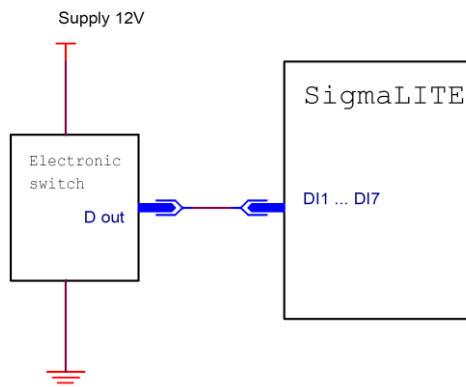 Supply 12V
SigmaLITE
Electronic
switch
D out
DI1 ... DI7